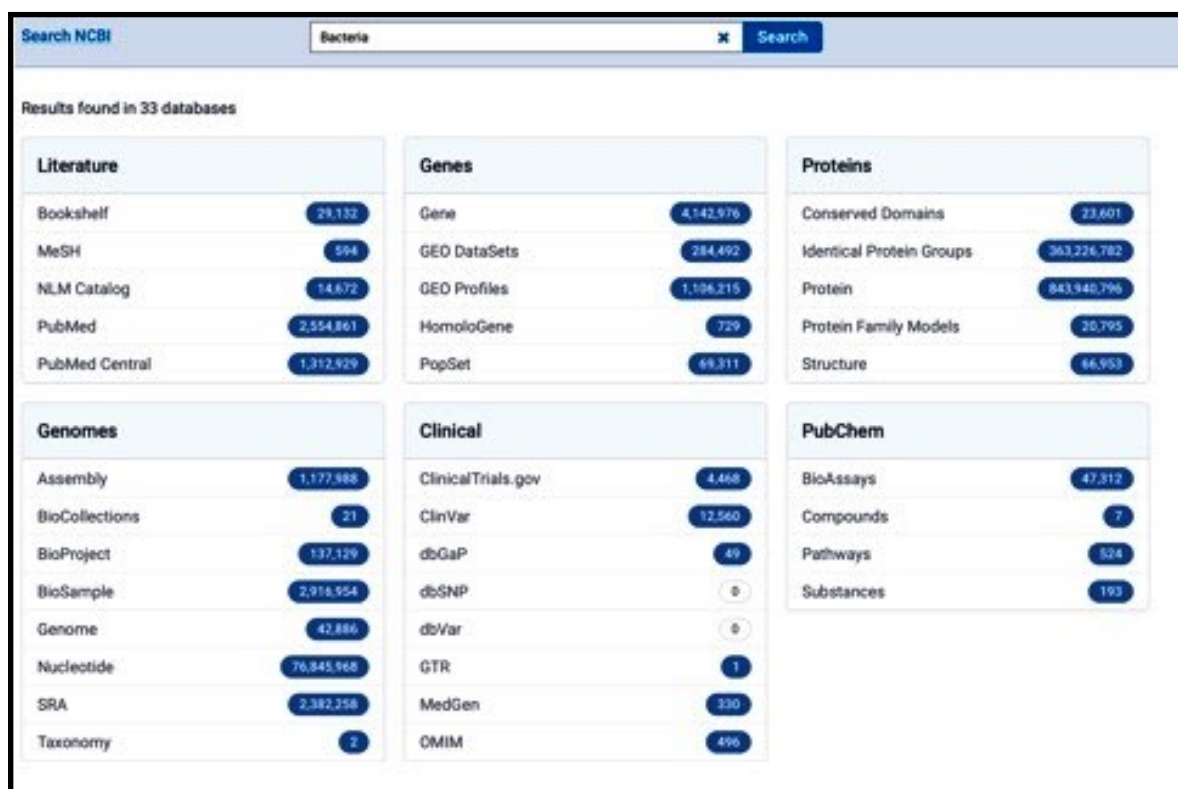 Search NCBI
Bacteria
Search
Results found in 33 databases
Literature
Bookshelf 29,132
MeSH 594
NLM Catalog 14,672
PubMed 2,554,861
PubMed Central 1,312,929
Genes
Gene 4,142,976
GEO DataSets 284,492
GEO Profiles 1,106,215
HomoloGene 729
PopSet 69,311
Proteins
Conserved Domains 23,601
Identical Protein Groups 363,226,782
Protein 843,940,796
Protein Family Models 20,795
Structure 66,953
Genomes
Assembly 1,177,988
BioCollections 21
BioProject 137,129
BioSample 2,916,954
Genome 42,886
Nucleotide 76,845,968
SRA 2,382,258
Taxonomy 2
Clinical
ClinicalTrials.gov 4,468
ClinVar 12,560
dbGaP 49
dbSNP 0
dbVar 0
GTR 1
MedGen 330
OMIM 496
PubChem
BioAssays 47,312
Compounds 7
Pathways 524
Substances 193